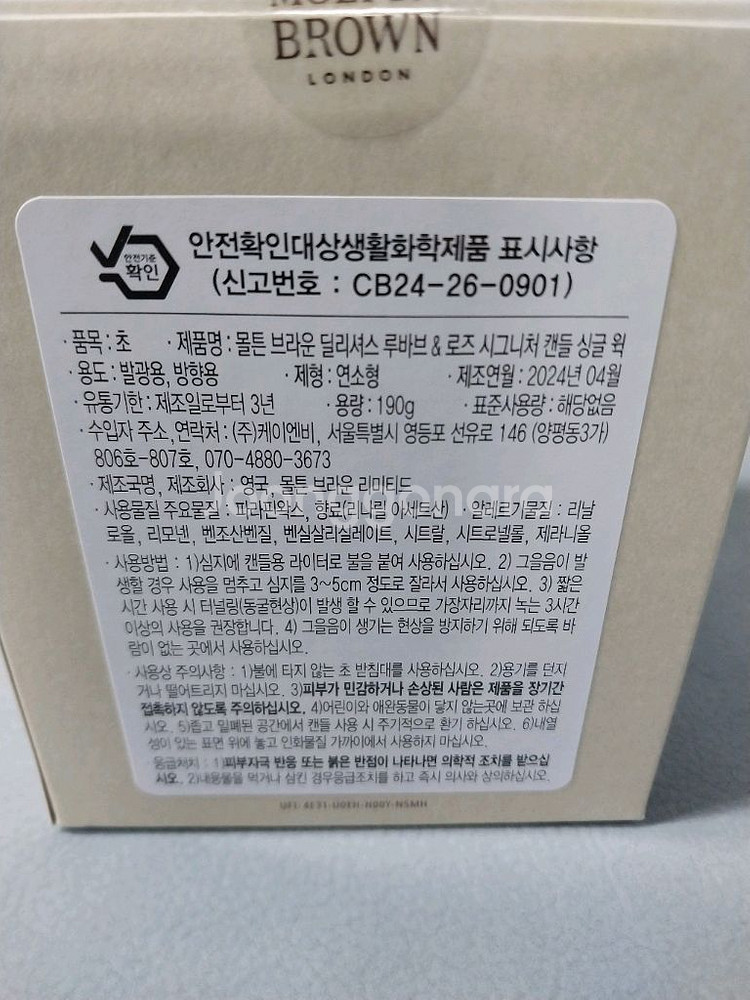 MOLTON
BROWN
LONDON
안전기준
확인
안전확인대상생활화학제품 표시사항
(신고번호 : CB24-26-0901)
· 품목 : 초 · 제품명 : 몰튼 브라운 딜리셔스 루바브 & 로즈 시그니처 캔들 싱글 윅
· 용도 : 발광용, 방향용 · 제형 : 연소형 · 제조연월 : 2024년 04월
· 유통기한 : 제조일로부터 3년 · 용량 : 190g · 표준사용량 : 해당없음
· 수입자 주소, 연락처 : (주)케이엔비, 서울특별시 영등포 선유로 146 (양평동3가)
806호-807호, 070-4880-3673
· 제조국명, 제조회사 : 영국, 몰튼 브라운 리미티드
· 사용물질 주요물질 : 파라핀왁스, 향료(리나릴 아세트산) · 알레르기물질 : 리날
로올, 리모넨, 벤조산벤질, 벤실살리실레이트, 시트랄, 시트로넬롤, 제라니올
· 사용방법 : 1)심지에 캔들용 라이터로 불을 붙여 사용하십시오. 2) 그을음이 발
생할 경우 사용을 멈추고 심지를 3~5cm 정도로 잘라서 사용하십시오. 3) 짧은
시간 사용 시 터널링(동굴현상)이 발생 할 수 있으므로 가장자리까지 녹는 3시간
이상의 사용을 권장합니다. 4) 그을음이 생기는 현상을 방지하기 위해 되도록 바
람이 없는 곳에서 사용하십시오.
· 사용상 주의사항 : 1)불에 타지 않는 초 받침대를 사용하십시오. 2)용기를 던지
거나 떨어트리지 마십시오. 3)피부가 민감하거나 손상된 사람은 제품을 장기간
접촉하지 않도록 주의하십시오. 4)어린이와 애완동물이 닿지 않는곳에 보관 하십
시오. 5)좁고 밀폐된 공간에서 캔들 사용 시 주기적으로 환기 하십시오. 6)내열
성이 있는 표면 위에 놓고 인화물질 가까이에서 사용하지 마십시오.
· 응급처치 : 1)피부자극 반응 또는 붉은 반점이 나타나면 의학적 조치를 받으십
시오. 2)내용물을 먹거나 삼킨 경우응급조치를 하고 즉시 의사와 상의하십시오.
joonggonara